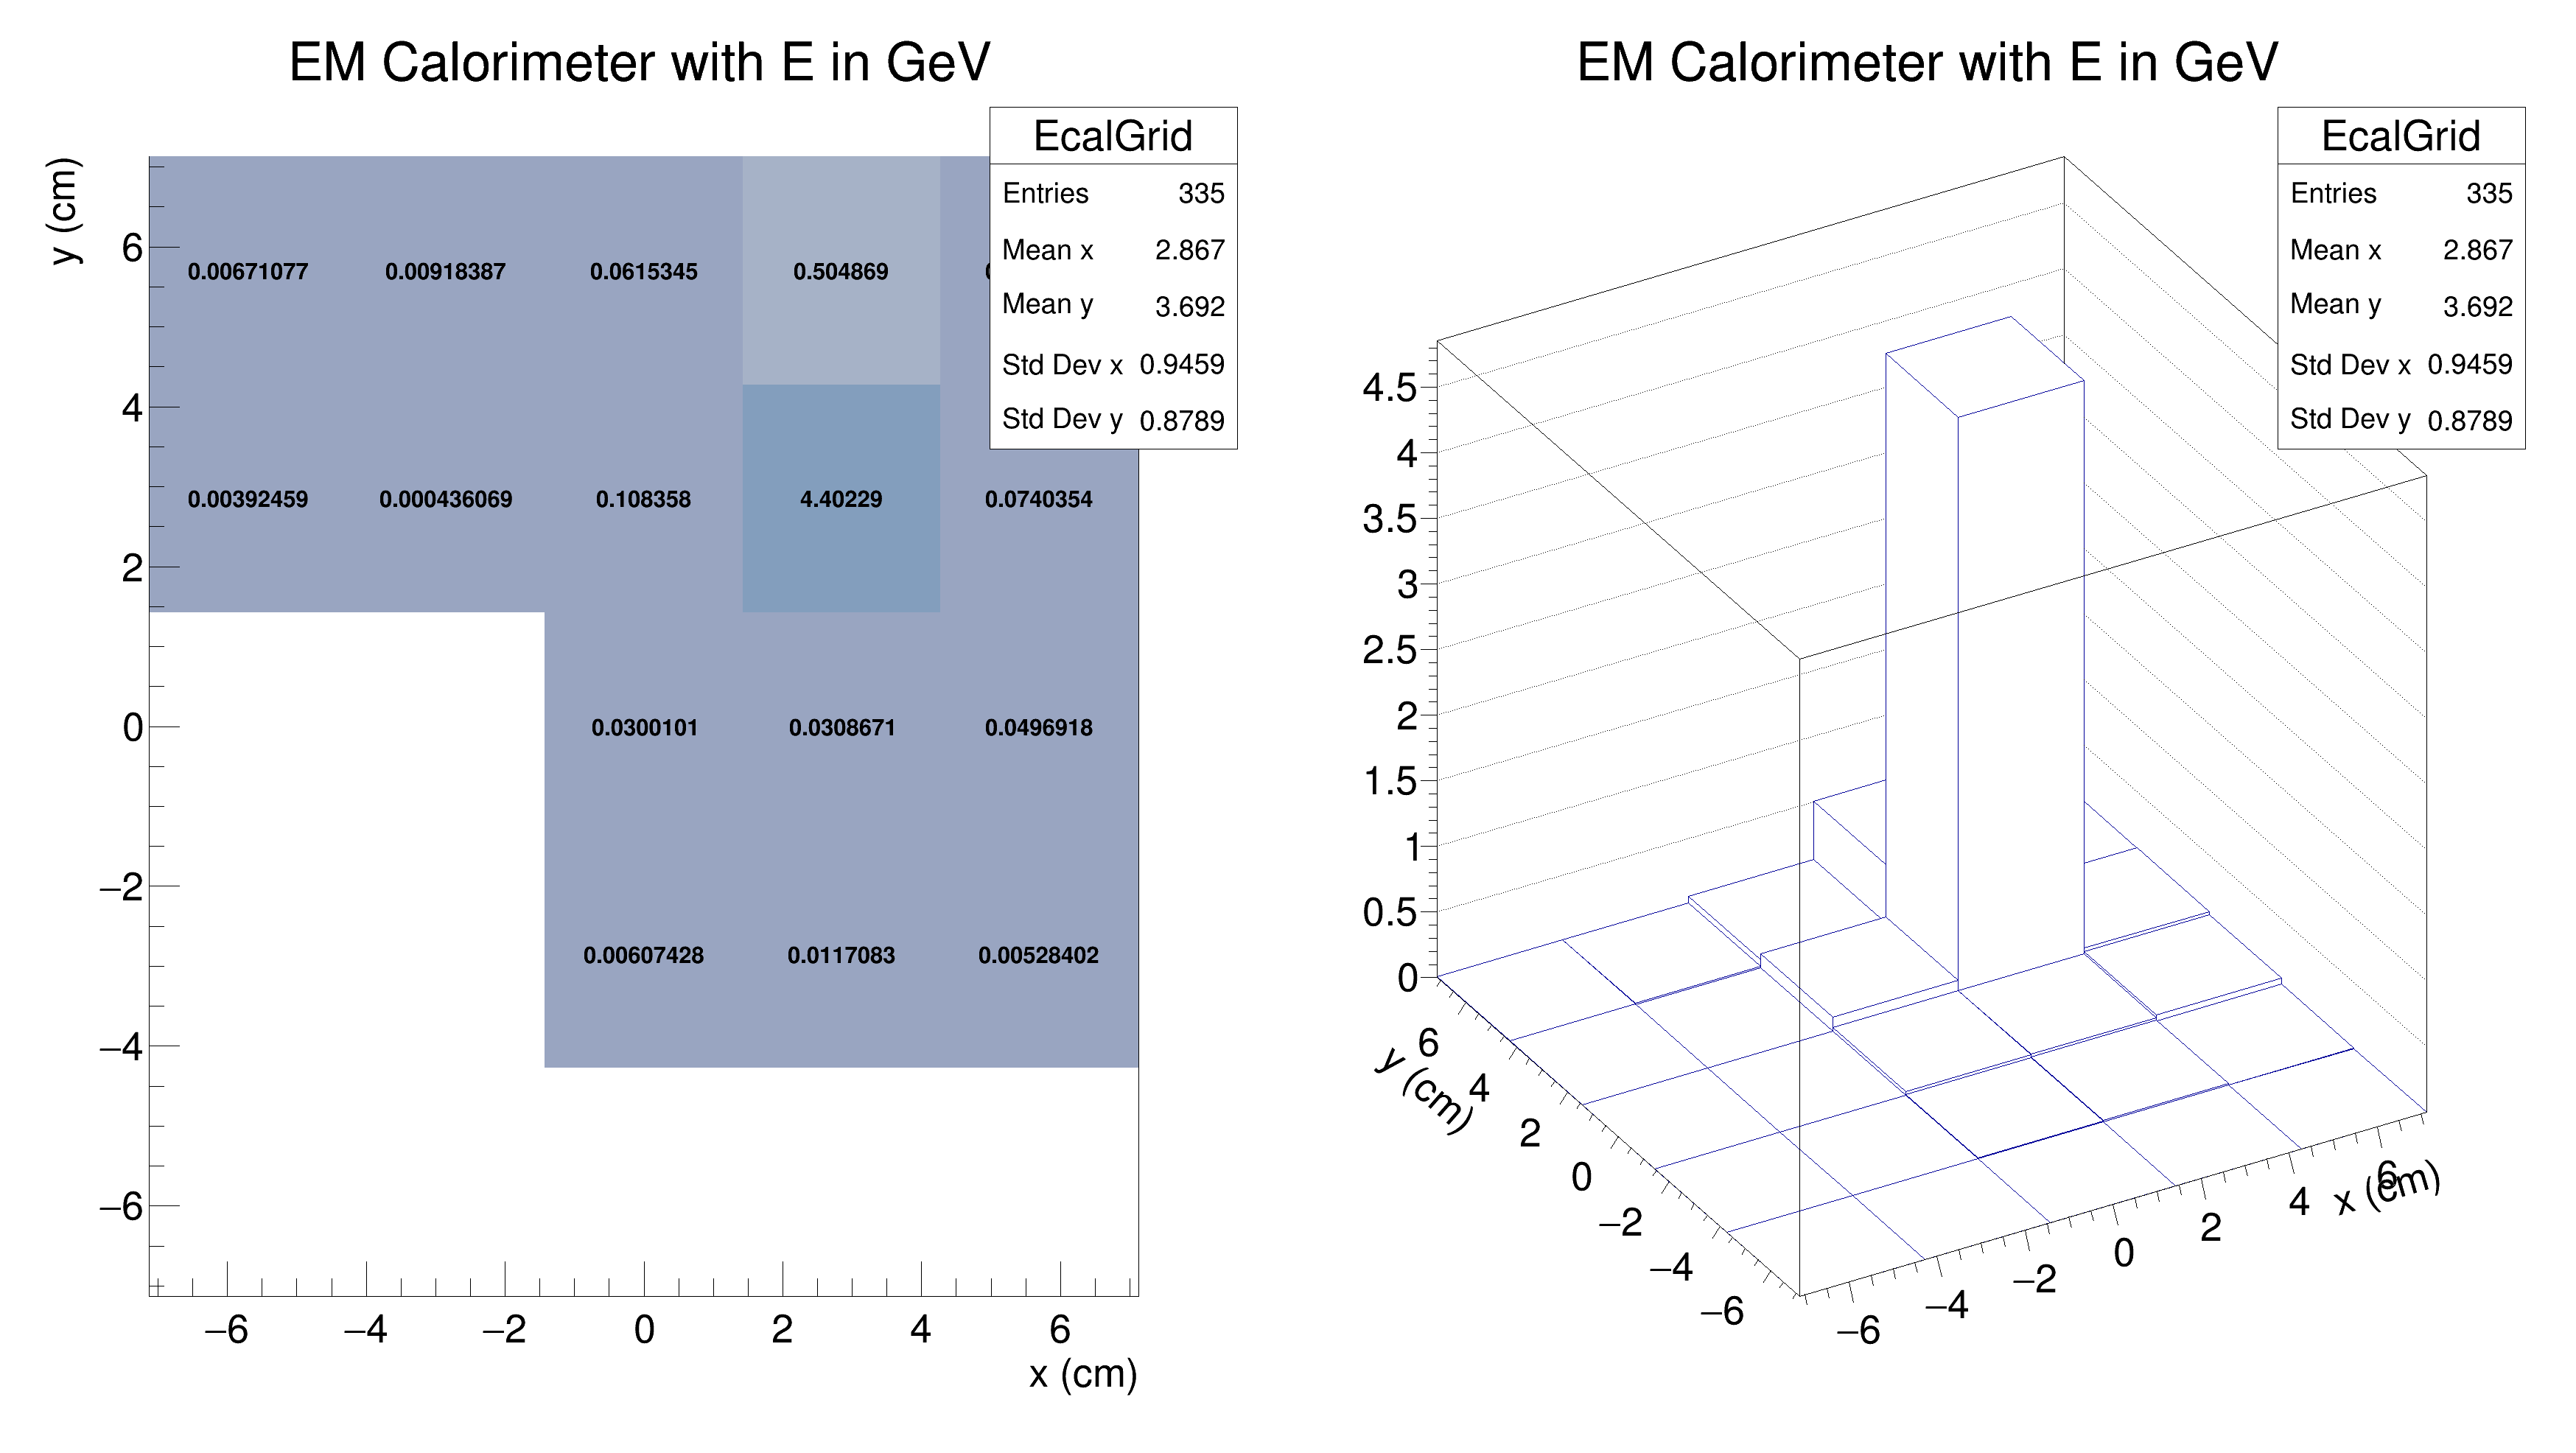 EM Calorimeter with E in GeV
EcalGrid
Entries 335
Mean x 2.867
Mean y 3.692
Std Dev x 0.9459
Std Dev y 0.8789
y (cm)
6
4
2
0
−2
−4
−6
0.00671077 0.00918387 0.0615345 0.504869
0.00392459 0.000436069 0.108358 4.40229 0.0740354
0.0300101 0.0308671 0.0496918
0.00607428 0.0117083 0.00528402
−6 −4 −2 0 2 4 6
x (cm)
EM Calorimeter with E in GeV
EcalGrid
Entries 335
Mean x 2.867
Mean y 3.692
Std Dev x 0.9459
Std Dev y 0.8789
4.5
4
3.5
3
2.5
2
1.5
1
0.5
0
y (cm)
6
4
2
0
−2
−4
−6
−6 −4 −2 0 2 4 6
x (cm)